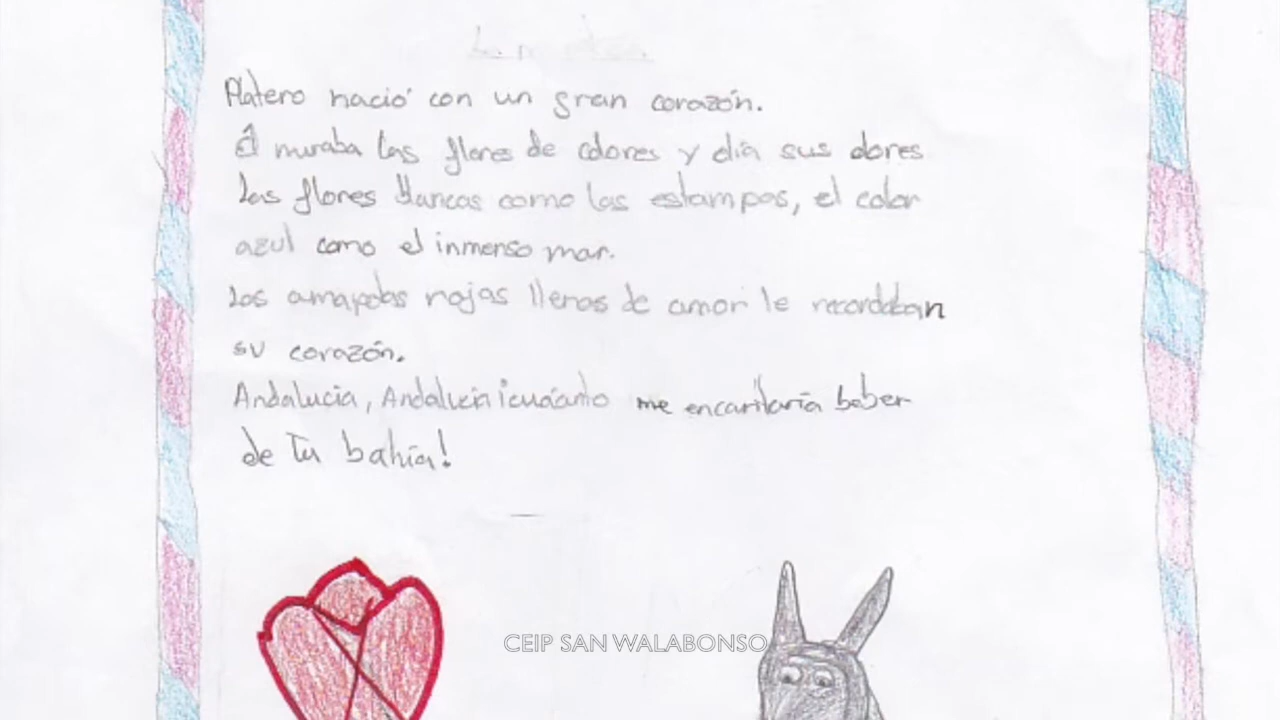 Platero nació con un gran corazón.
Él miraba las flores de colores y olía sus olores
Las flores blancas como las estampas, el color
azul como el inmenso mar.
Las amapolas rojas llenas de amor le recordaban
su corazón.
Andalucia, Andalucia ¡cuánto me encantaría beber
de tu bahía!
CEIP SAN WALABONSO